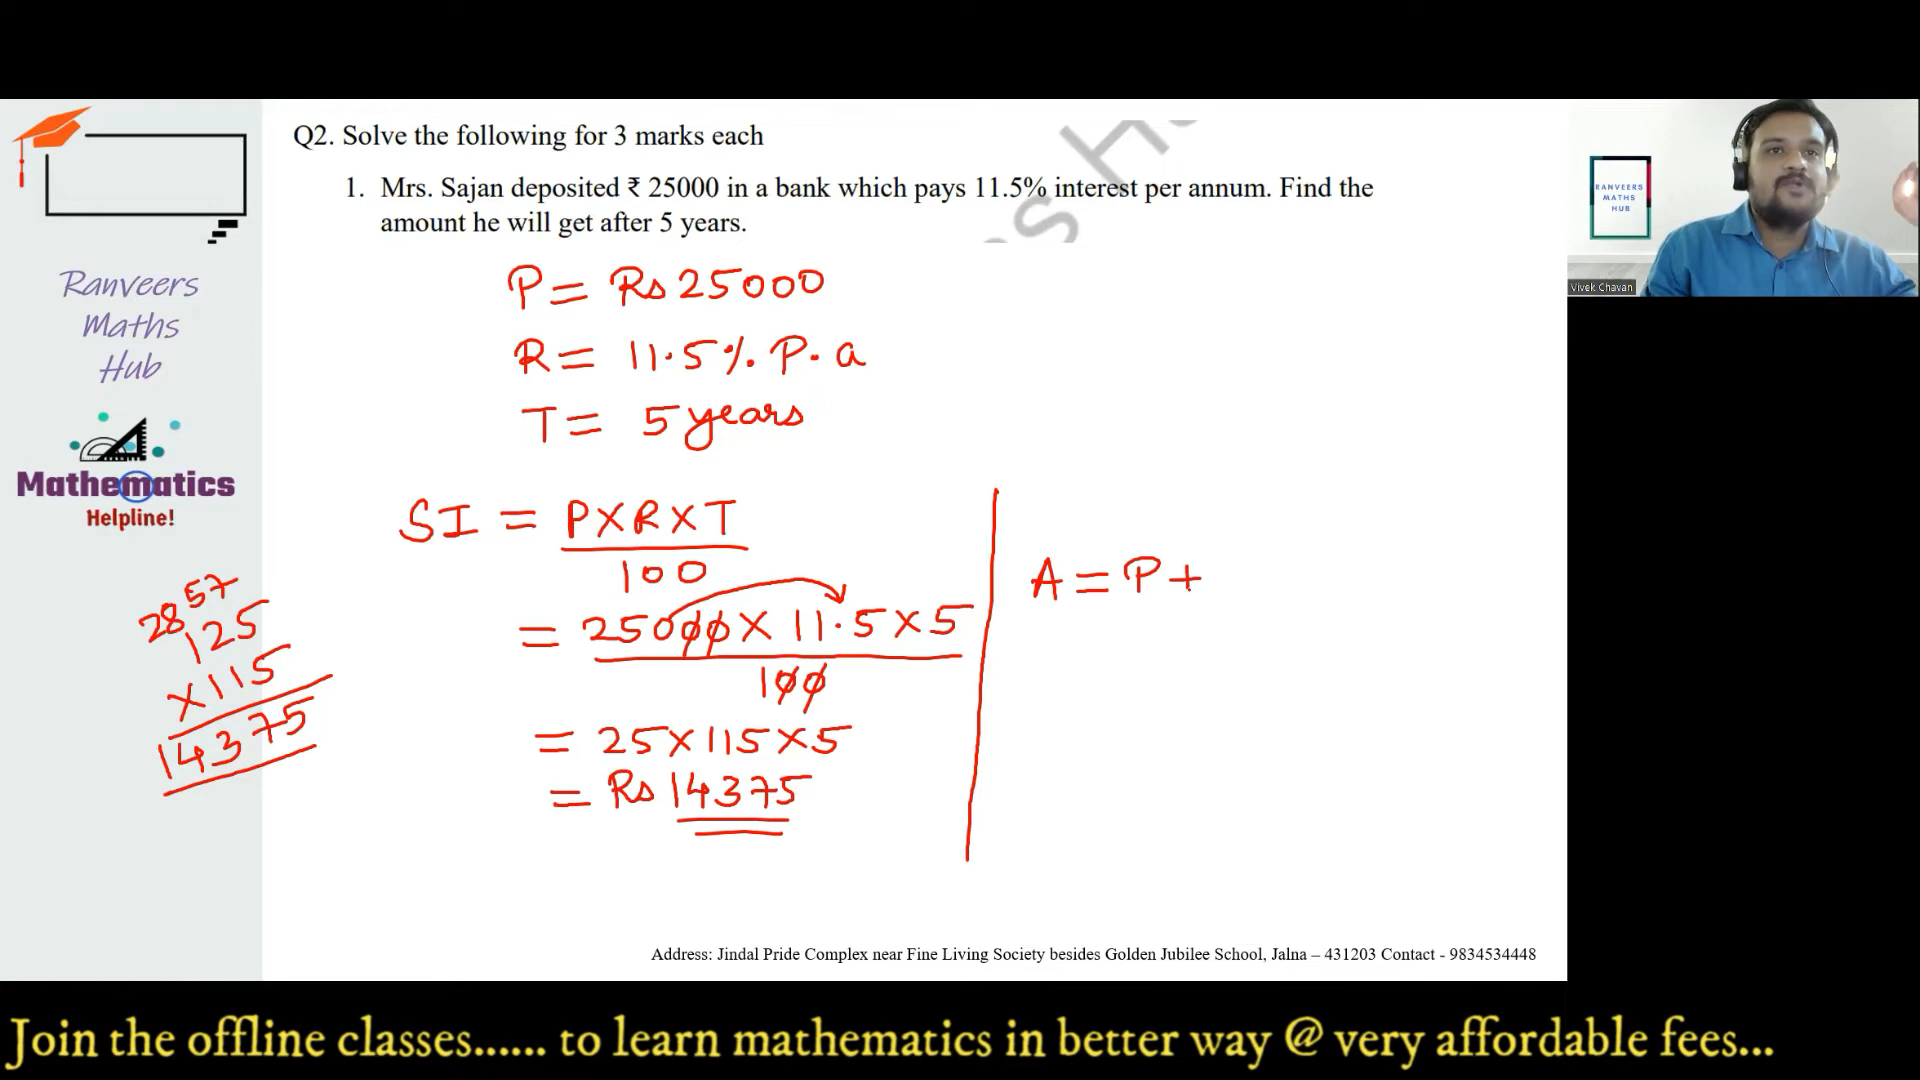 Q2. Solve the following for 3 marks each
1. Mrs. Sajan deposited ₹ 25000 in a bank which pays 11.5% interest per annum. Find the
amount he will get after 5 years.
P = Rs 25000
R = 11.5% P.a
T = 5 years
SI = P×R×T
100
= 25000 × 11.5 × 5
100
= 25×115×5
= Rs 14375
A = P +
57
28
125
×115
14375
Ranveers
Maths
Hub
Mathematics
Helpline!
RANVEERS
MATHS
HUB
Vivek Chavan
s H
Address: Jindal Pride Complex near Fine Living Society besides Golden Jubilee School, Jalna – 431203 Contact - 9834534448
Join the offline classes...... to learn mathematics in better way @ very affordable fees...